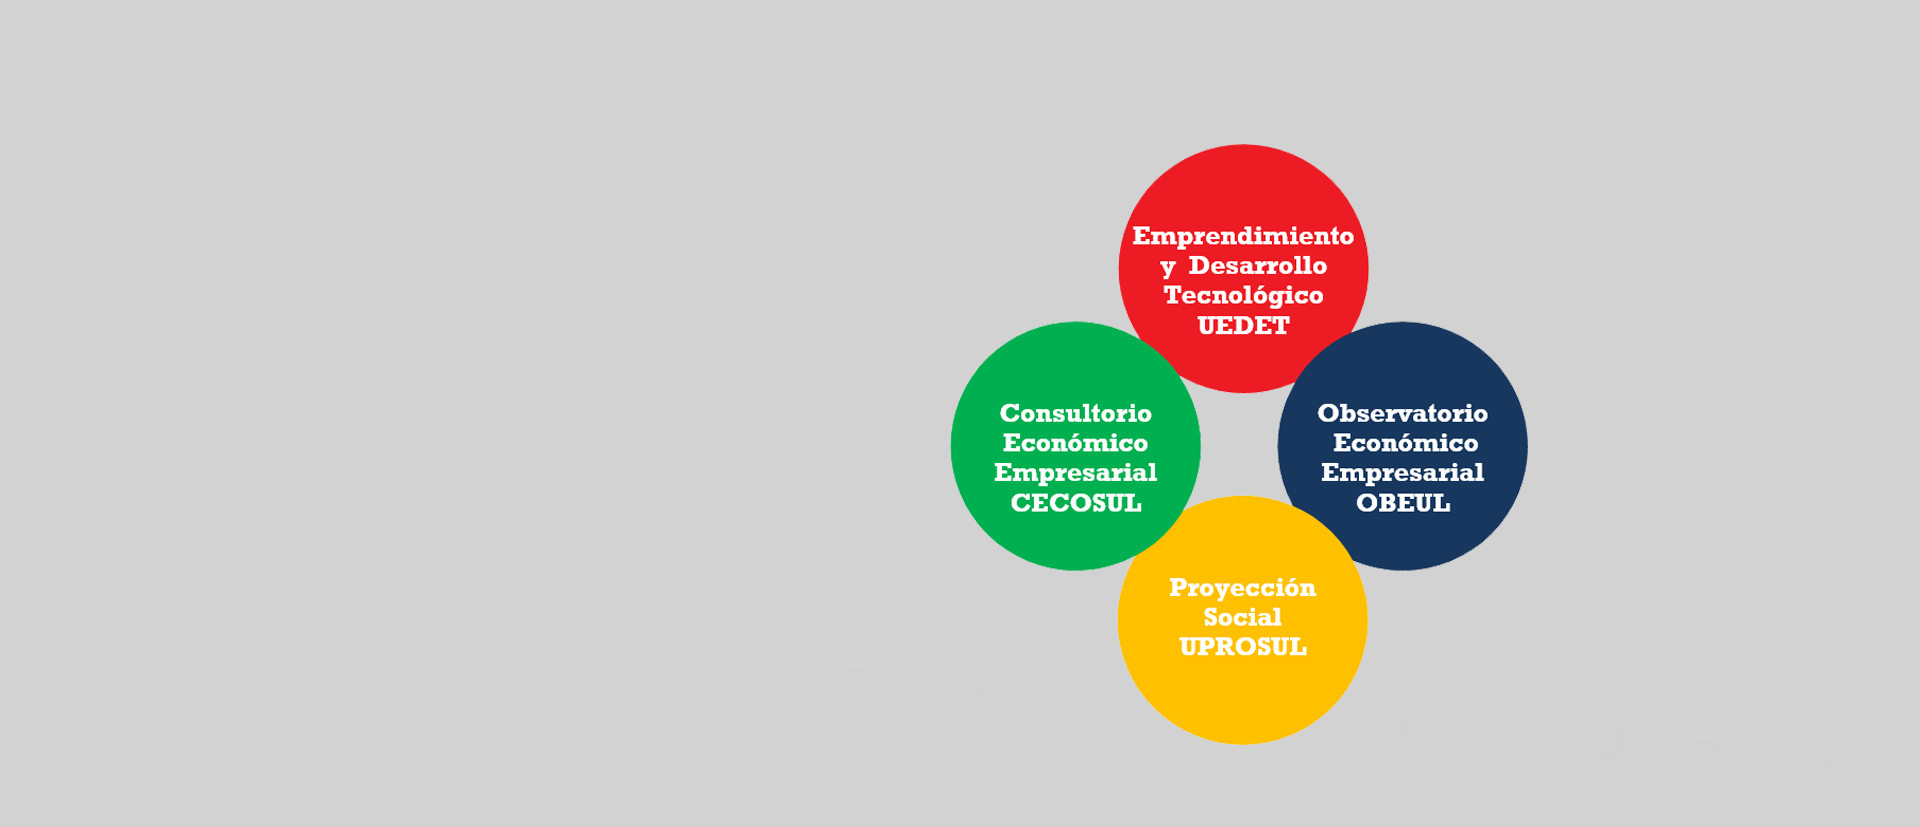 Emprendimiento
y Desarrollo
Tecnológico
UEDET
Consultorio
Económico
Empresarial
CECOSUL
Observatorio
Económico
Empresarial
OBEUL
Proyección
Social
UPROSUL